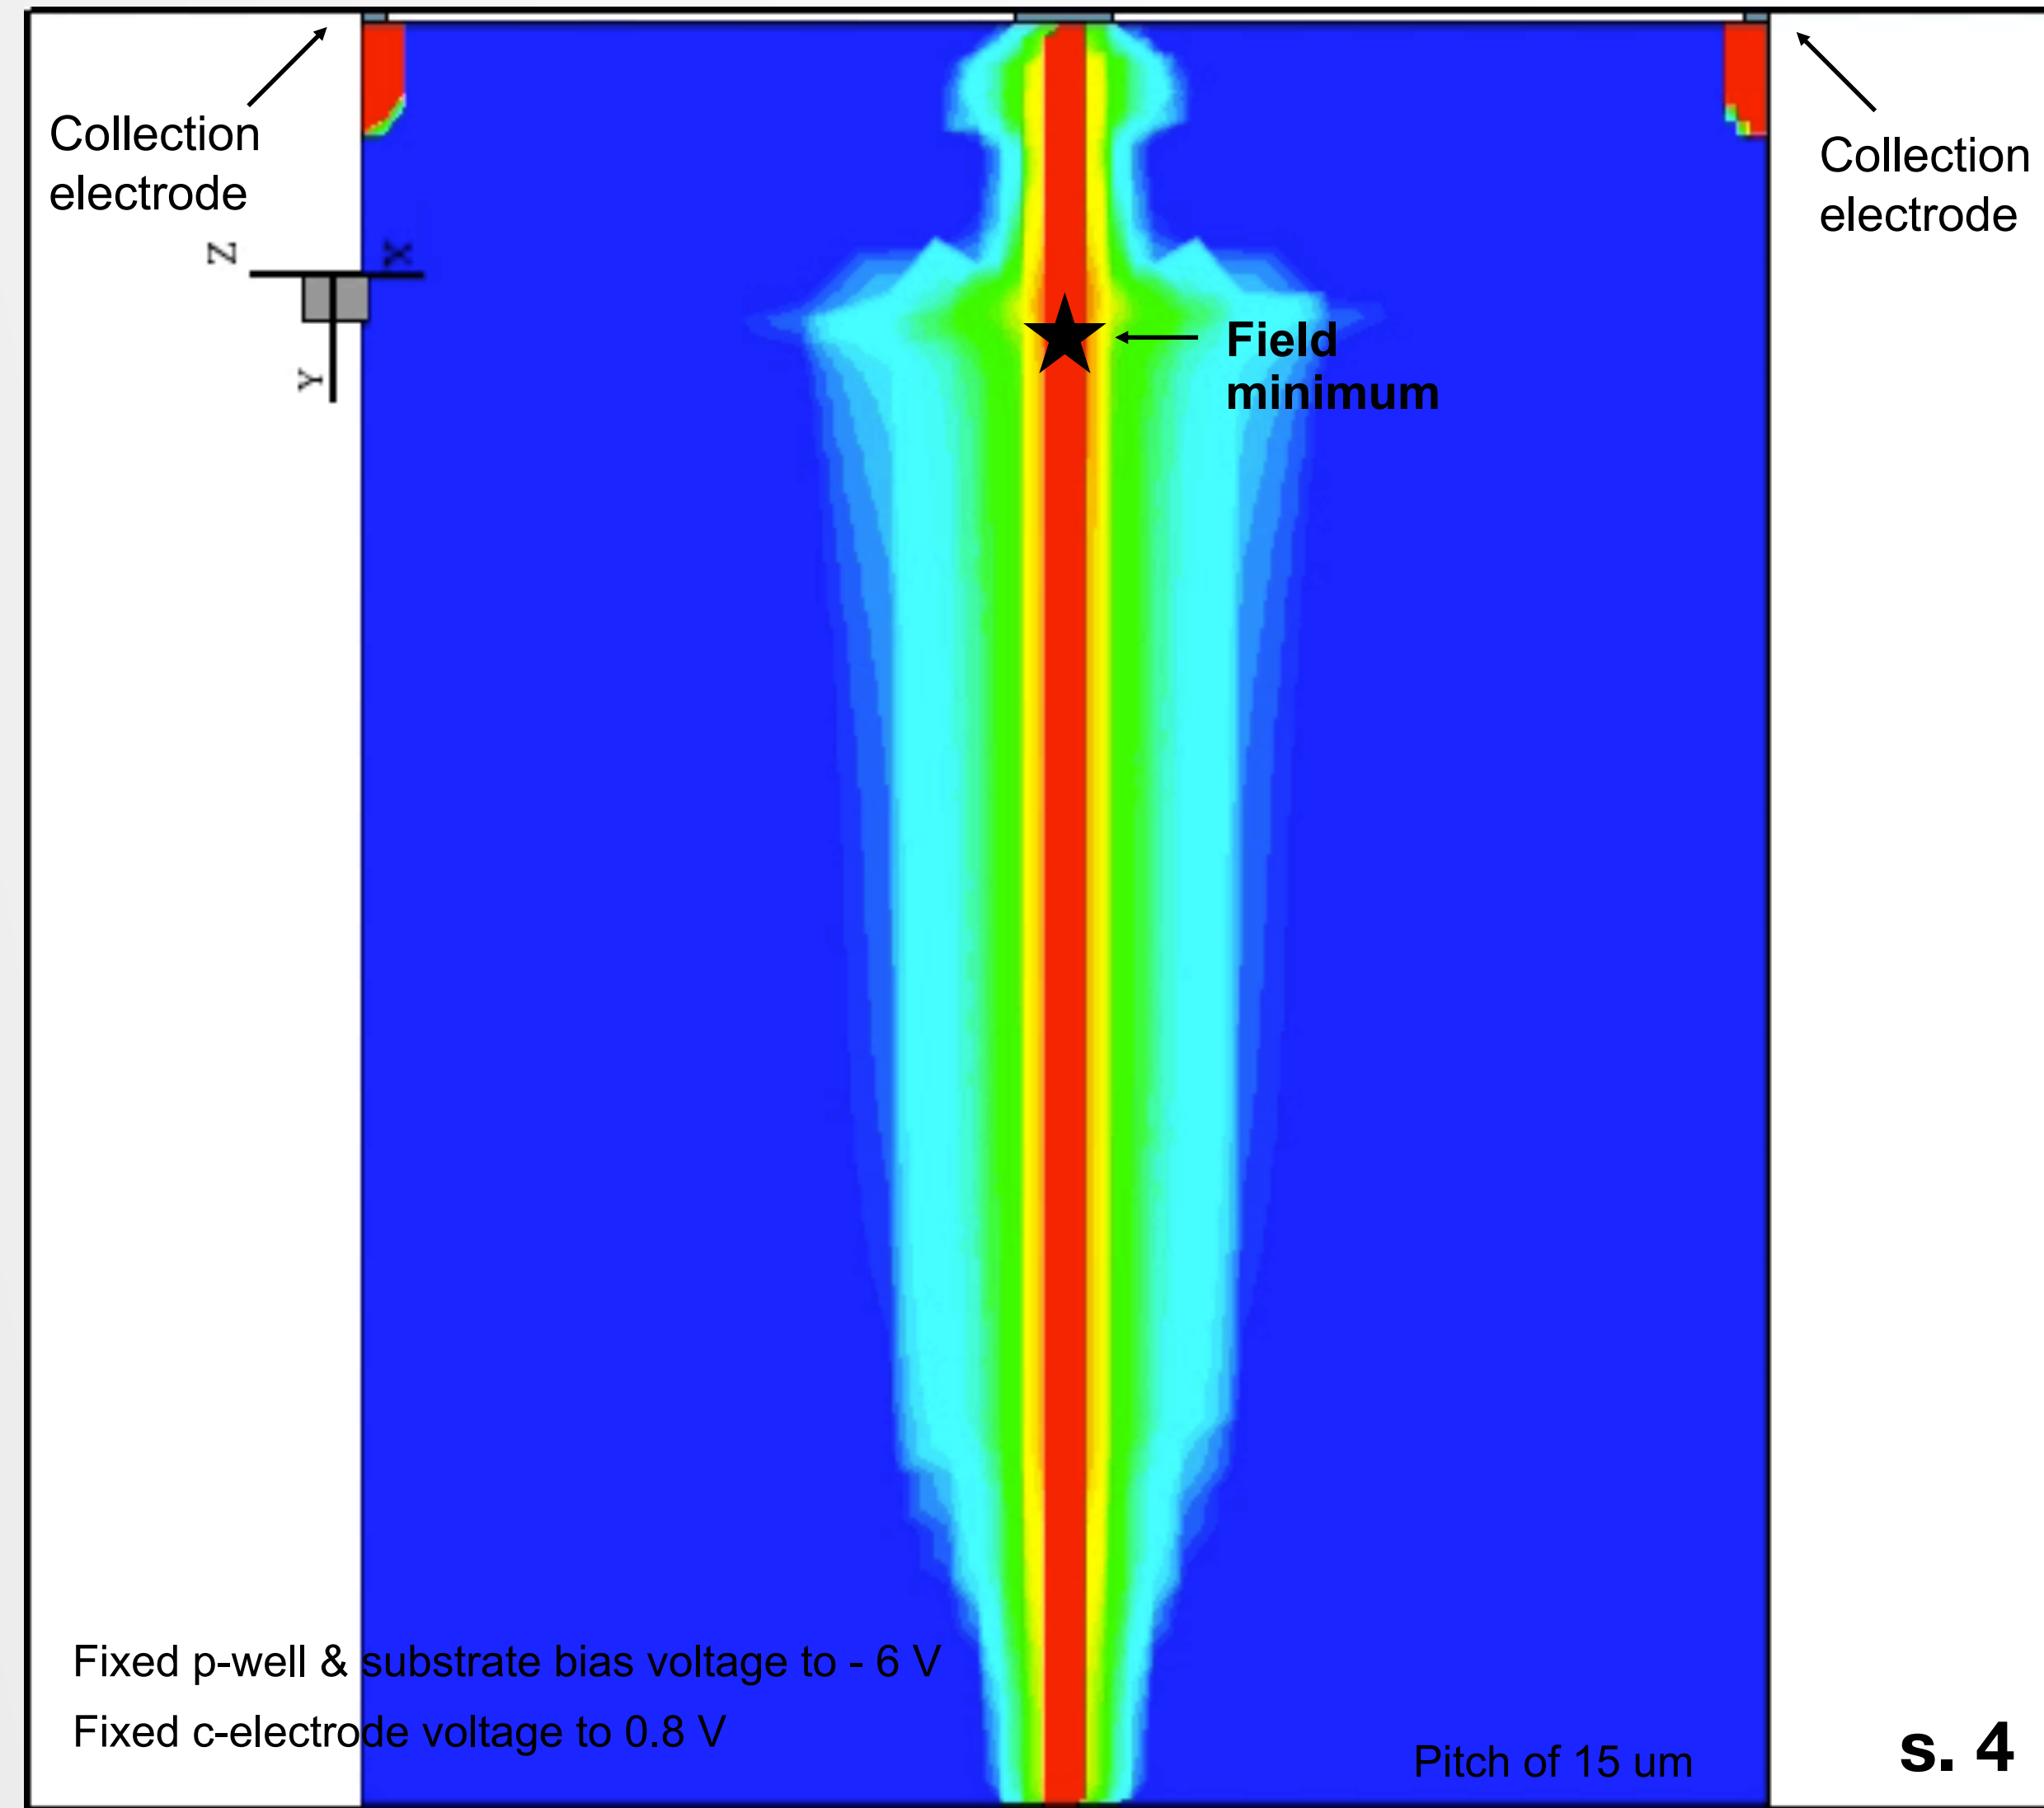 Collection
electrode
Collection
electrode
Z
X
Y
Field
minimum
Fixed p-well & substrate bias voltage to - 6 V
Fixed c-electrode voltage to 0.8 V
Pitch of 15 um
s. 4